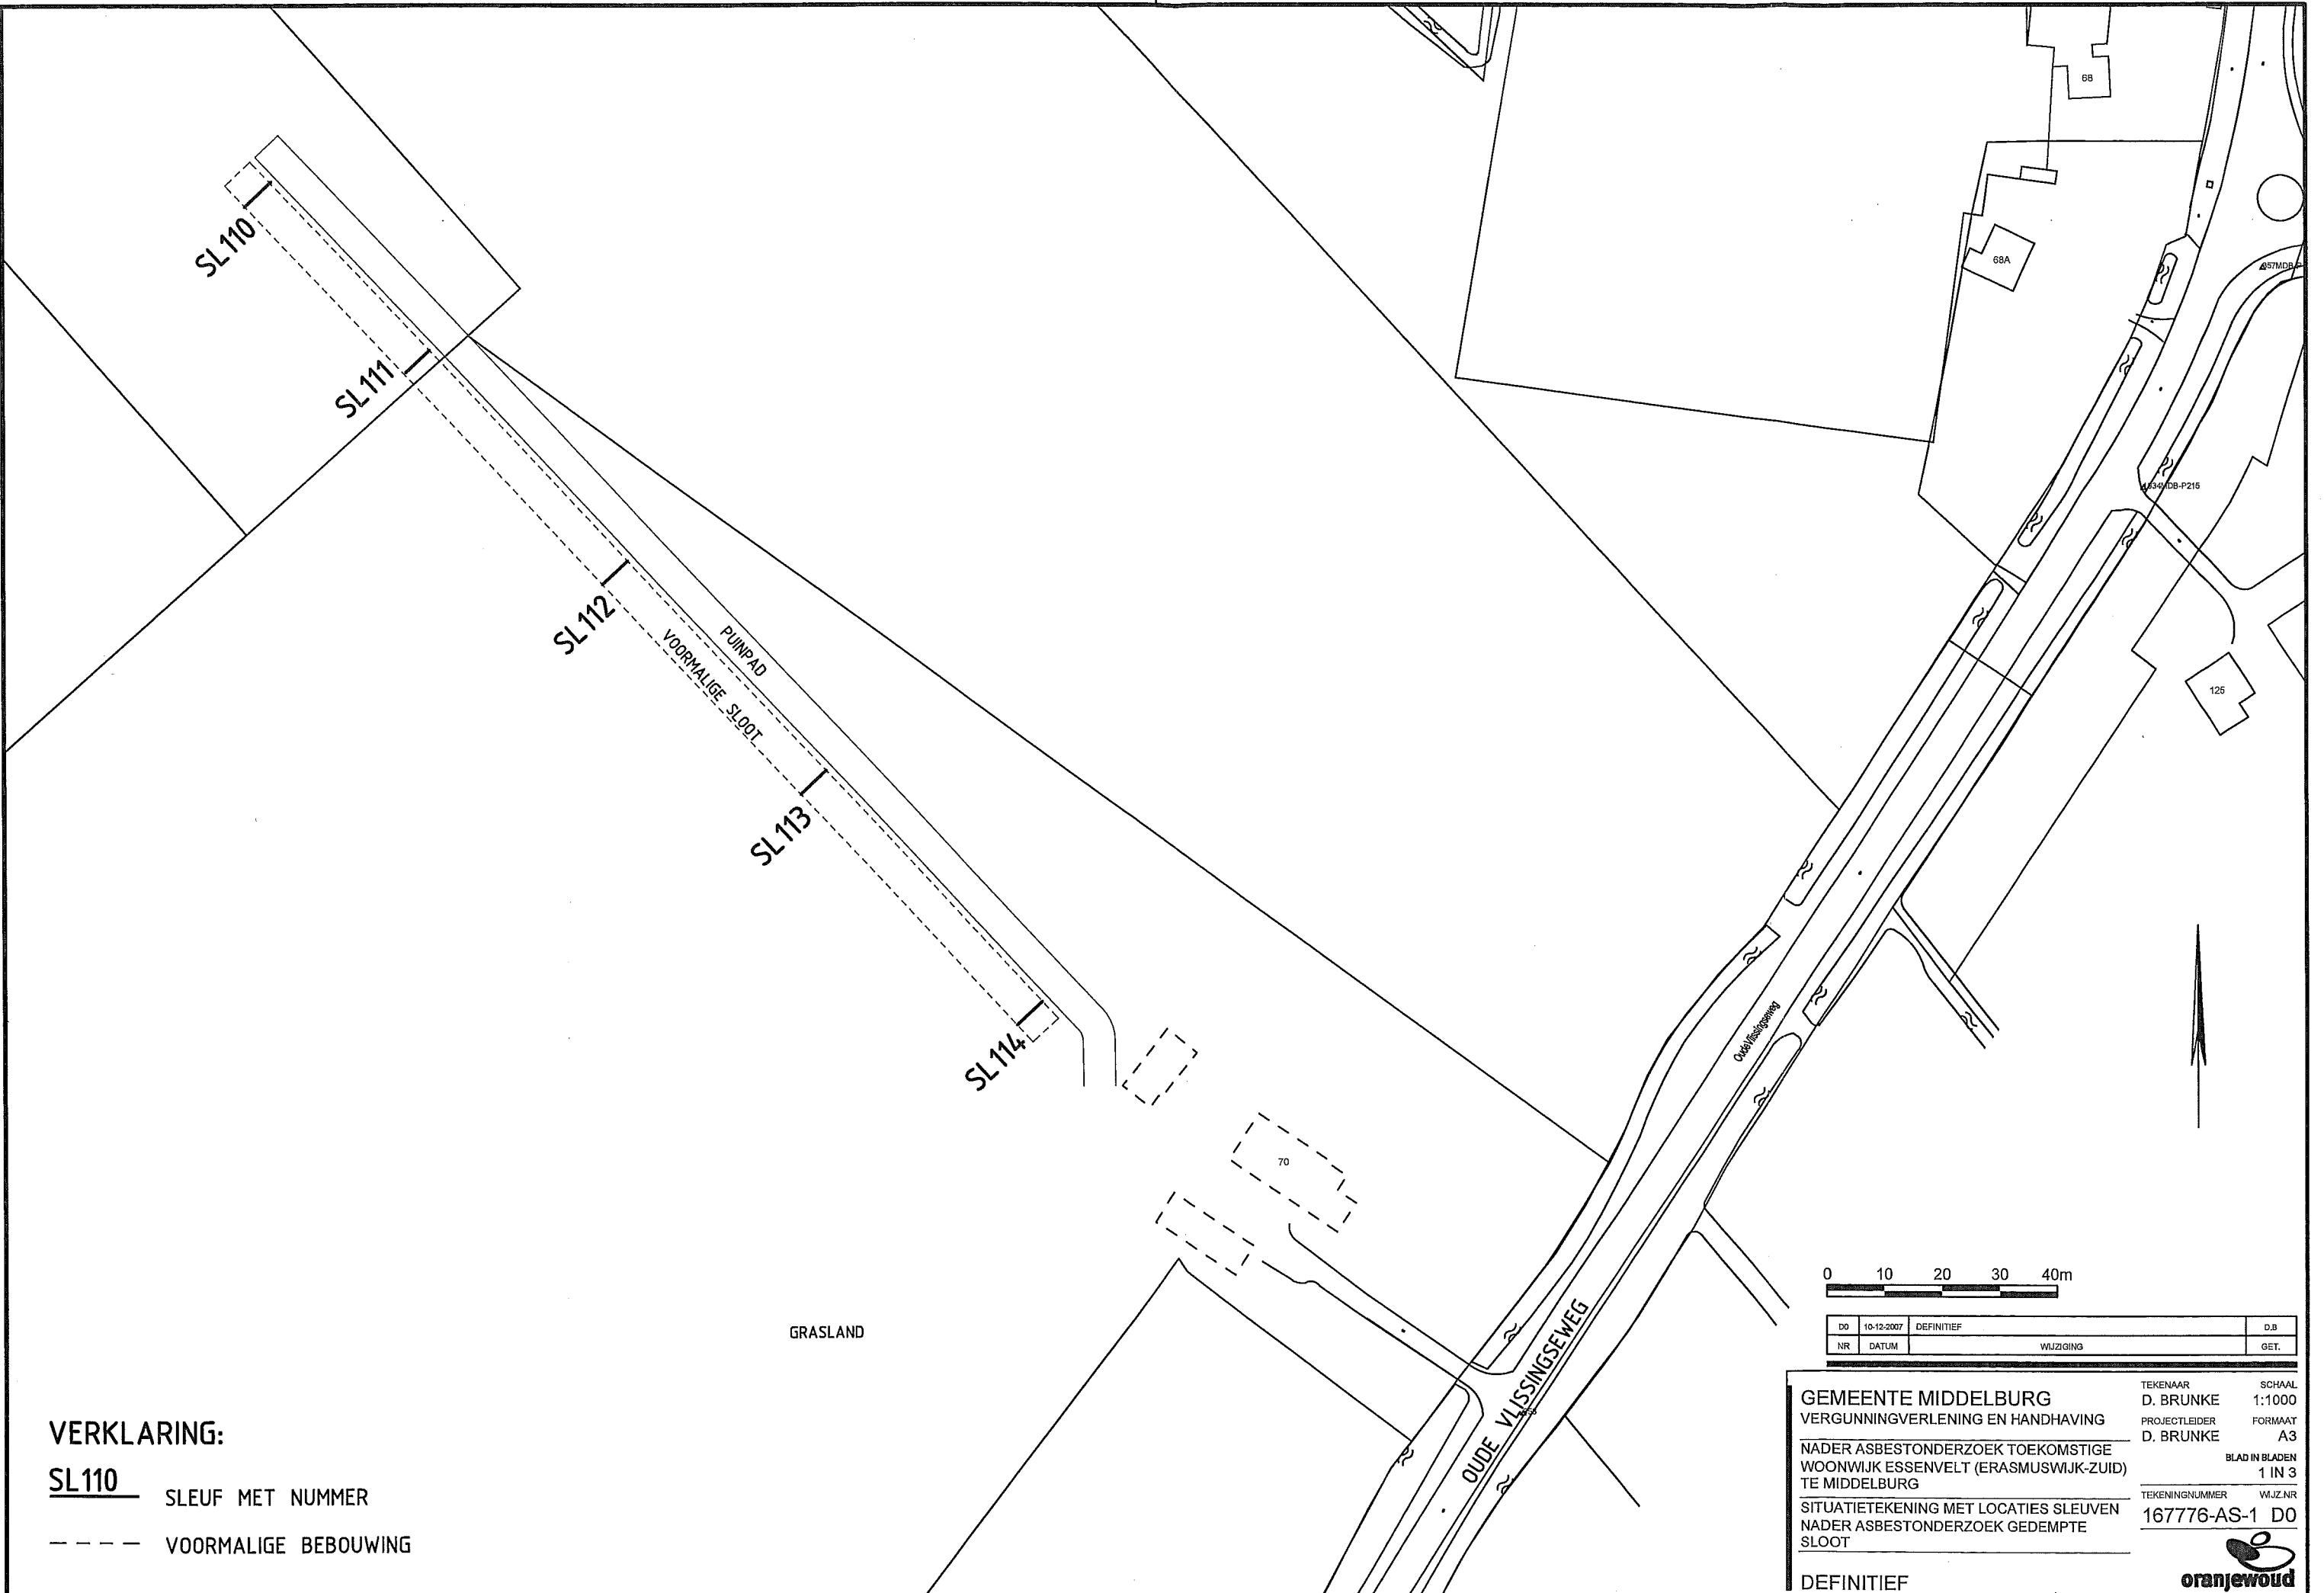 68
68A
SL110
SL111
SL112
PUINPAD
VOORMALIGE SLOOT
SL113
SL114
125
OudeVlissingseweg
70
GRASLAND
OUDE VLISSINGSEWEG
0 10 20 30 40m
D0 10-12-2007 DEFINITIEF D.B
NR DATUM WIJZIGING GET.
GEMEENTE MIDDELBURG
VERGUNNINGVERLENING EN HANDHAVING
NADER ASBESTONDERZOEK TOEKOMSTIGE
WOONWIJK ESSENVELT (ERASMUSWIJK-ZUID)
TE MIDDELBURG
SITUATIETEKENING MET LOCATIES SLEUVEN
NADER ASBESTONDERZOEK GEDEMPTE
SLOOT
DEFINITIEF
TEKENAAR SCHAAL
D. BRUNKE 1:1000
PROJECTLEIDER FORMAAT
D. BRUNKE A3
BLAD IN BLADEN
1 IN 3
TEKENINGNUMMER WIJZ.NR
167776-AS-1 D0
oranjewoud
VERKLARING:
SL110 SLEUF MET NUMMER
VOORMALIGE BEBOUWING